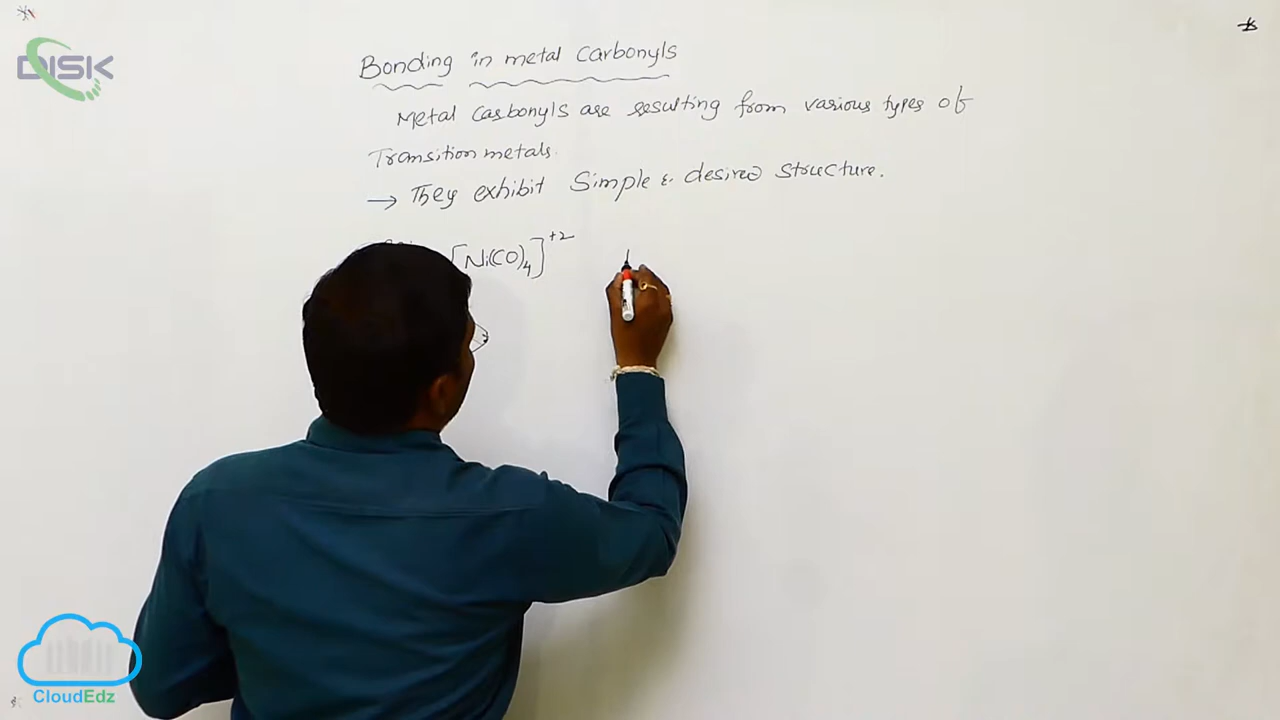 DISK
Bonding in metal carbonyls
Metal carbonyls are resulting from various types of
Transition metals.
→ They exhibit Simple & desired structure.
[Ni(CO)4]+2
CloudEdz